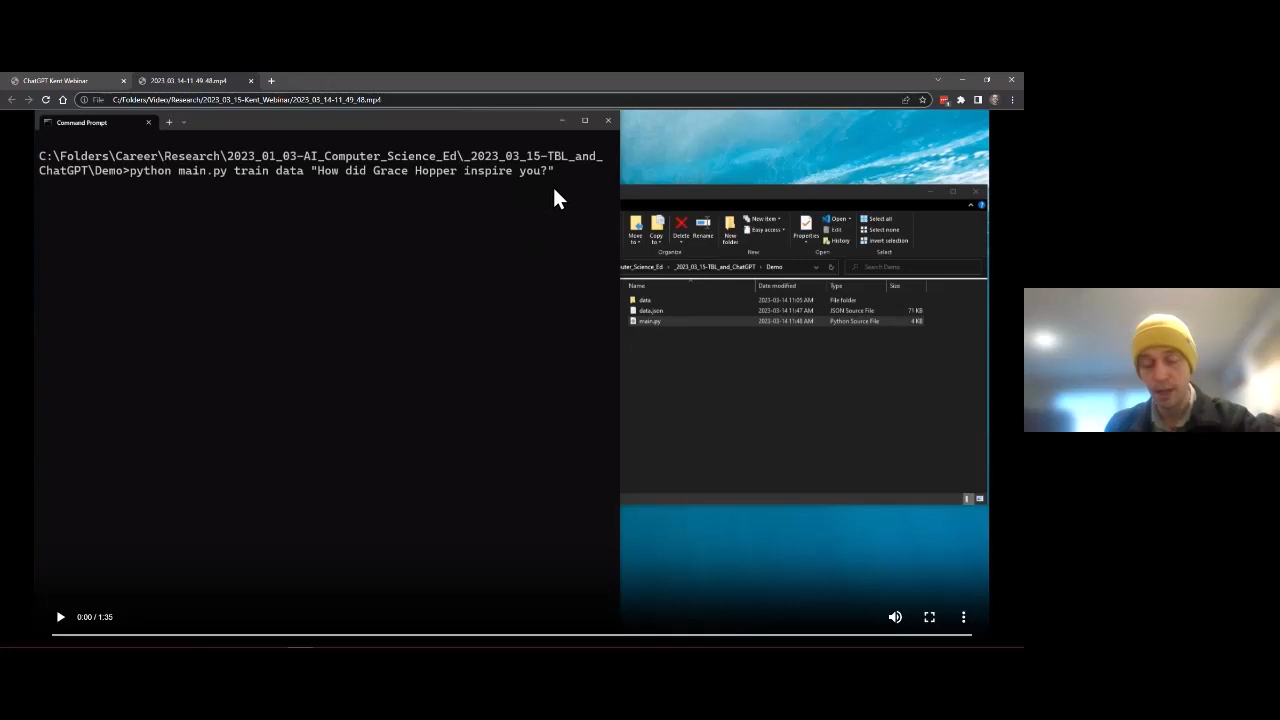 ChatGPT Kent Webinar
2023_03_14-11_49_48.mp4
File C:/Folders/Video/Research/2023_03_15-Kent_Webinar/2023_03_14-11_49_48.mp4
Command Prompt
C:\Folders\Career\Research\2023_01_03-AI_Computer_Science_Ed\_2023_03_15-TBL_and_
ChatGPT\Demo>python main.py train data "How did Grace Hopper inspire you?"
Move to
Copy to
Delete
Rename
New folder
New item
Easy access
Properties
Open
Edit
History
Select all
Select none
Invert selection
Organize
New
Open
Select
uter_Science_Ed › _2023_03_15-TBL_and_ChatGPT › Demo
Search Demo
Name Date modified Type Size
data 2023-03-14 11:05 AM File folder
data.json 2023-03-14 11:47 AM JSON Source File 71 KB
main.py 2023-03-14 11:48 AM Python Source File 4 KB
0:00 / 1:35